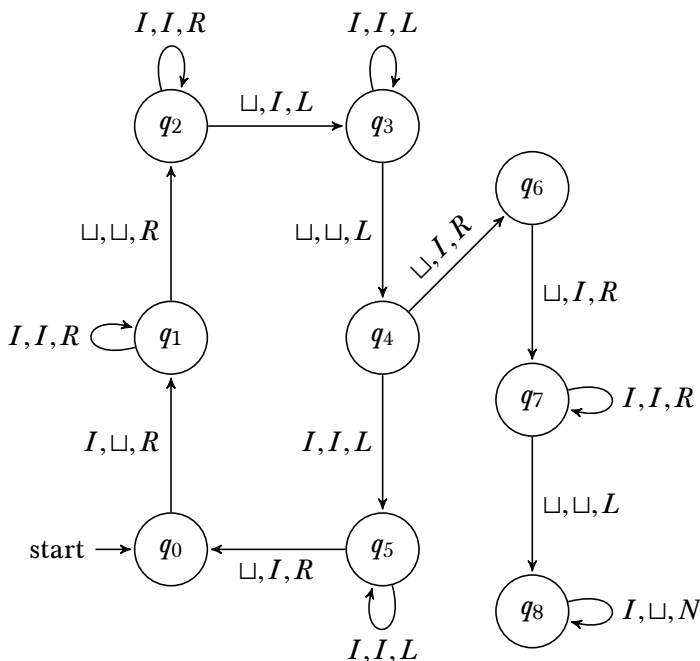 I, I, R
I, I, L
q2
⊔, I, L
q3
q6
⊔, ⊔, R
⊔, ⊔, L
⊔, I, R
⊔, I, R
I, I, R
q1
q4
q7
I, I, R
I, ⊔, R
I, I, L
⊔, ⊔, L
start
q0
⊔, I, R
q5
q8
I, ⊔, N
I, I, L